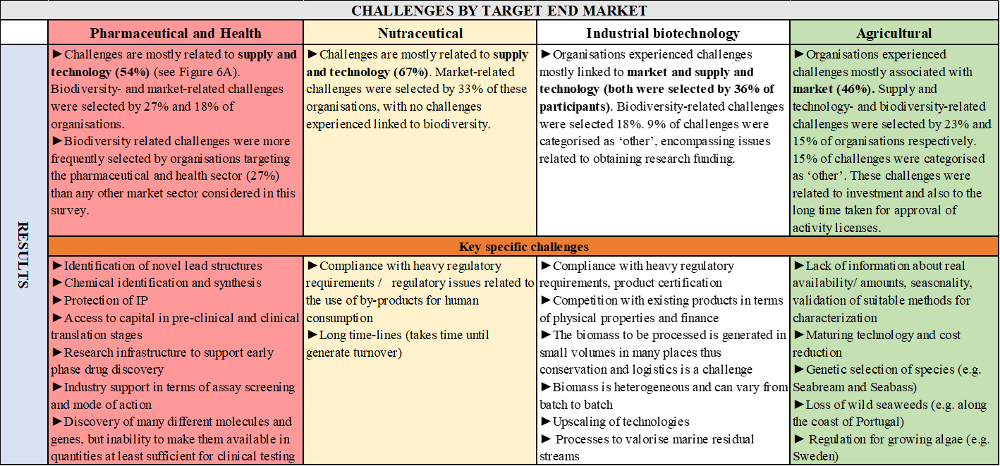 CHALLENGES BY TARGET END MARKET
Pharmaceutical and Health
Nutraceutical
Industrial biotechnology
Agricultural
RESULTS
►Challenges are mostly related to supply and
technology (54%) (see Figure 6A).
Biodiversity- and market-related challenges
were selected by 27% and 18% of
organisations.
►Biodiversity related challenges were more
frequently selected by organisations targeting
the pharmaceutical and health sector (27%)
than any other market sector considered in this
survey.
►Challenges are mostly related to supply
and technology (67%). Market-related
challenges were selected by 33% of these
organisations, with no challenges
experienced linked to biodiversity.
►Organisations experienced challenges
mostly linked to market and supply and
technology (both were selected by 36% of
participants). Biodiversity-related challenges
were selected 18%. 9% of challenges were
categorised as ‘other’, encompassing issues
related to obtaining research funding.
►Organisations experienced
challenges mostly associated with
market (46%). Supply and
technology- and biodiversity-related
challenges were selected by 23% and
15% of organisations respectively.
15% of challenges were categorised
as ‘other’. These challenges were
related to investment and also to the
long time taken for approval of
activity licenses.
Key specific challenges
►Identification of novel lead structures
►Chemical identification and synthesis
►Protection of IP
►Access to capital in pre-clinical and clinical
translation stages
►Research infrastructure to support early
phase drug discovery
►Industry support in terms of assay screening
and mode of action
►Discovery of many different molecules and
genes, but inability to make them available in
quantities at least sufficient for clinical testing
►Compliance with heavy regulatory
requirements / regulatory issues related to
the use of by-products for human
consumption
►Long time-lines (takes time until
generate turnover)
►Compliance with heavy regulatory
requirements, product certification
►Competition with existing products in terms
of physical properties and finance
►The biomass to be processed is generated in
small volumes in many places thus
conservation and logistics is a challenge
►Biomass is heterogeneous and can vary from
batch to batch
►Upscaling of technologies
► Processes to valorise marine residual
streams
►Lack of information about real
availability/ amounts, seasonality,
validation of suitable methods for
characterization
►Maturing technology and cost
reduction
►Genetic selection of species (e.g.
Seabream and Seabass)
►Loss of wild seaweeds (e.g. along
the coast of Portugal)
► Regulation for growing algae (e.g.
Sweden)